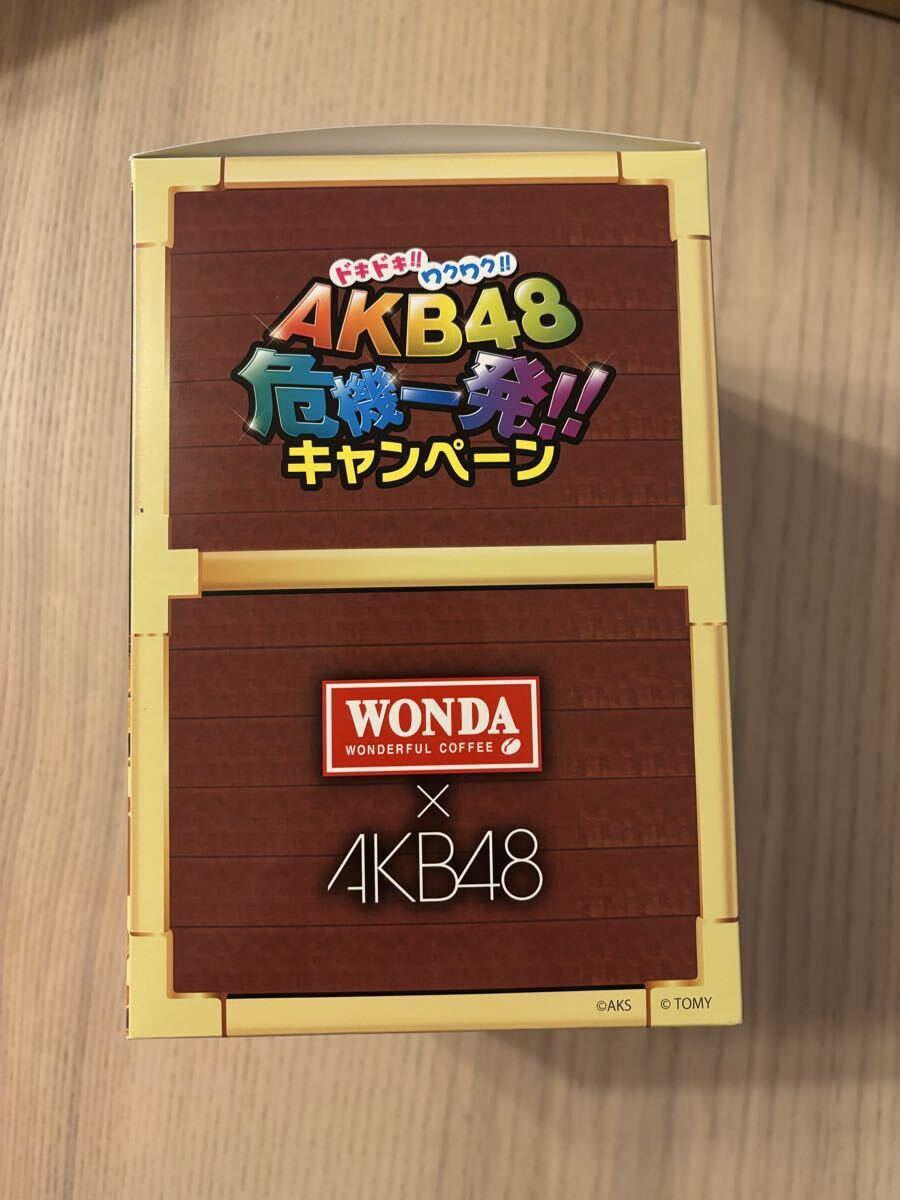 ドキドキ!! ワクワク!!
AKB48
危機一発!!
キャンペーン
WONDA
WONDERFUL COFFEE
×
AKB48
©AKS © TOMY